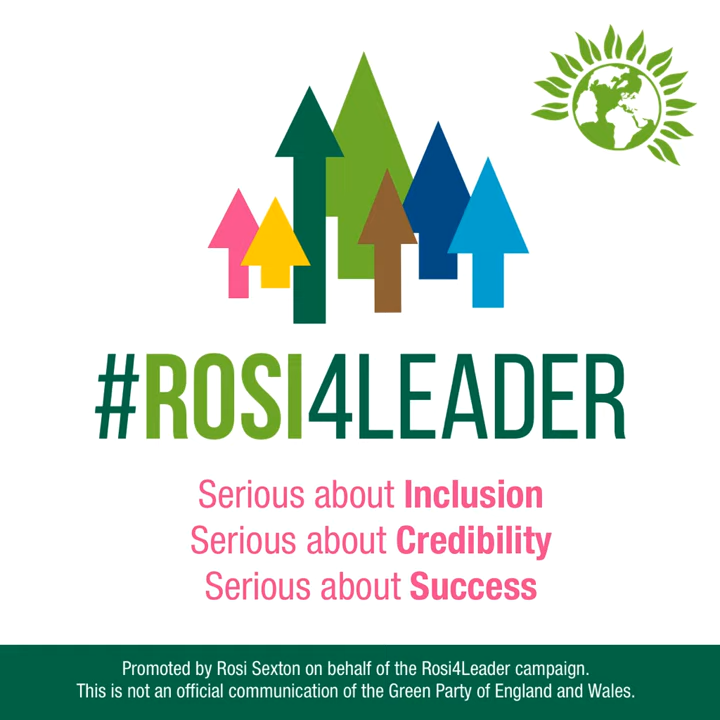 #ROSI4LEADER
Serious about Inclusion
Serious about Credibility
Serious about Success
Promoted by Rosi Sexton on behalf of the Rosi4Leader campaign.
This is not an official communication of the Green Party of England and Wales.